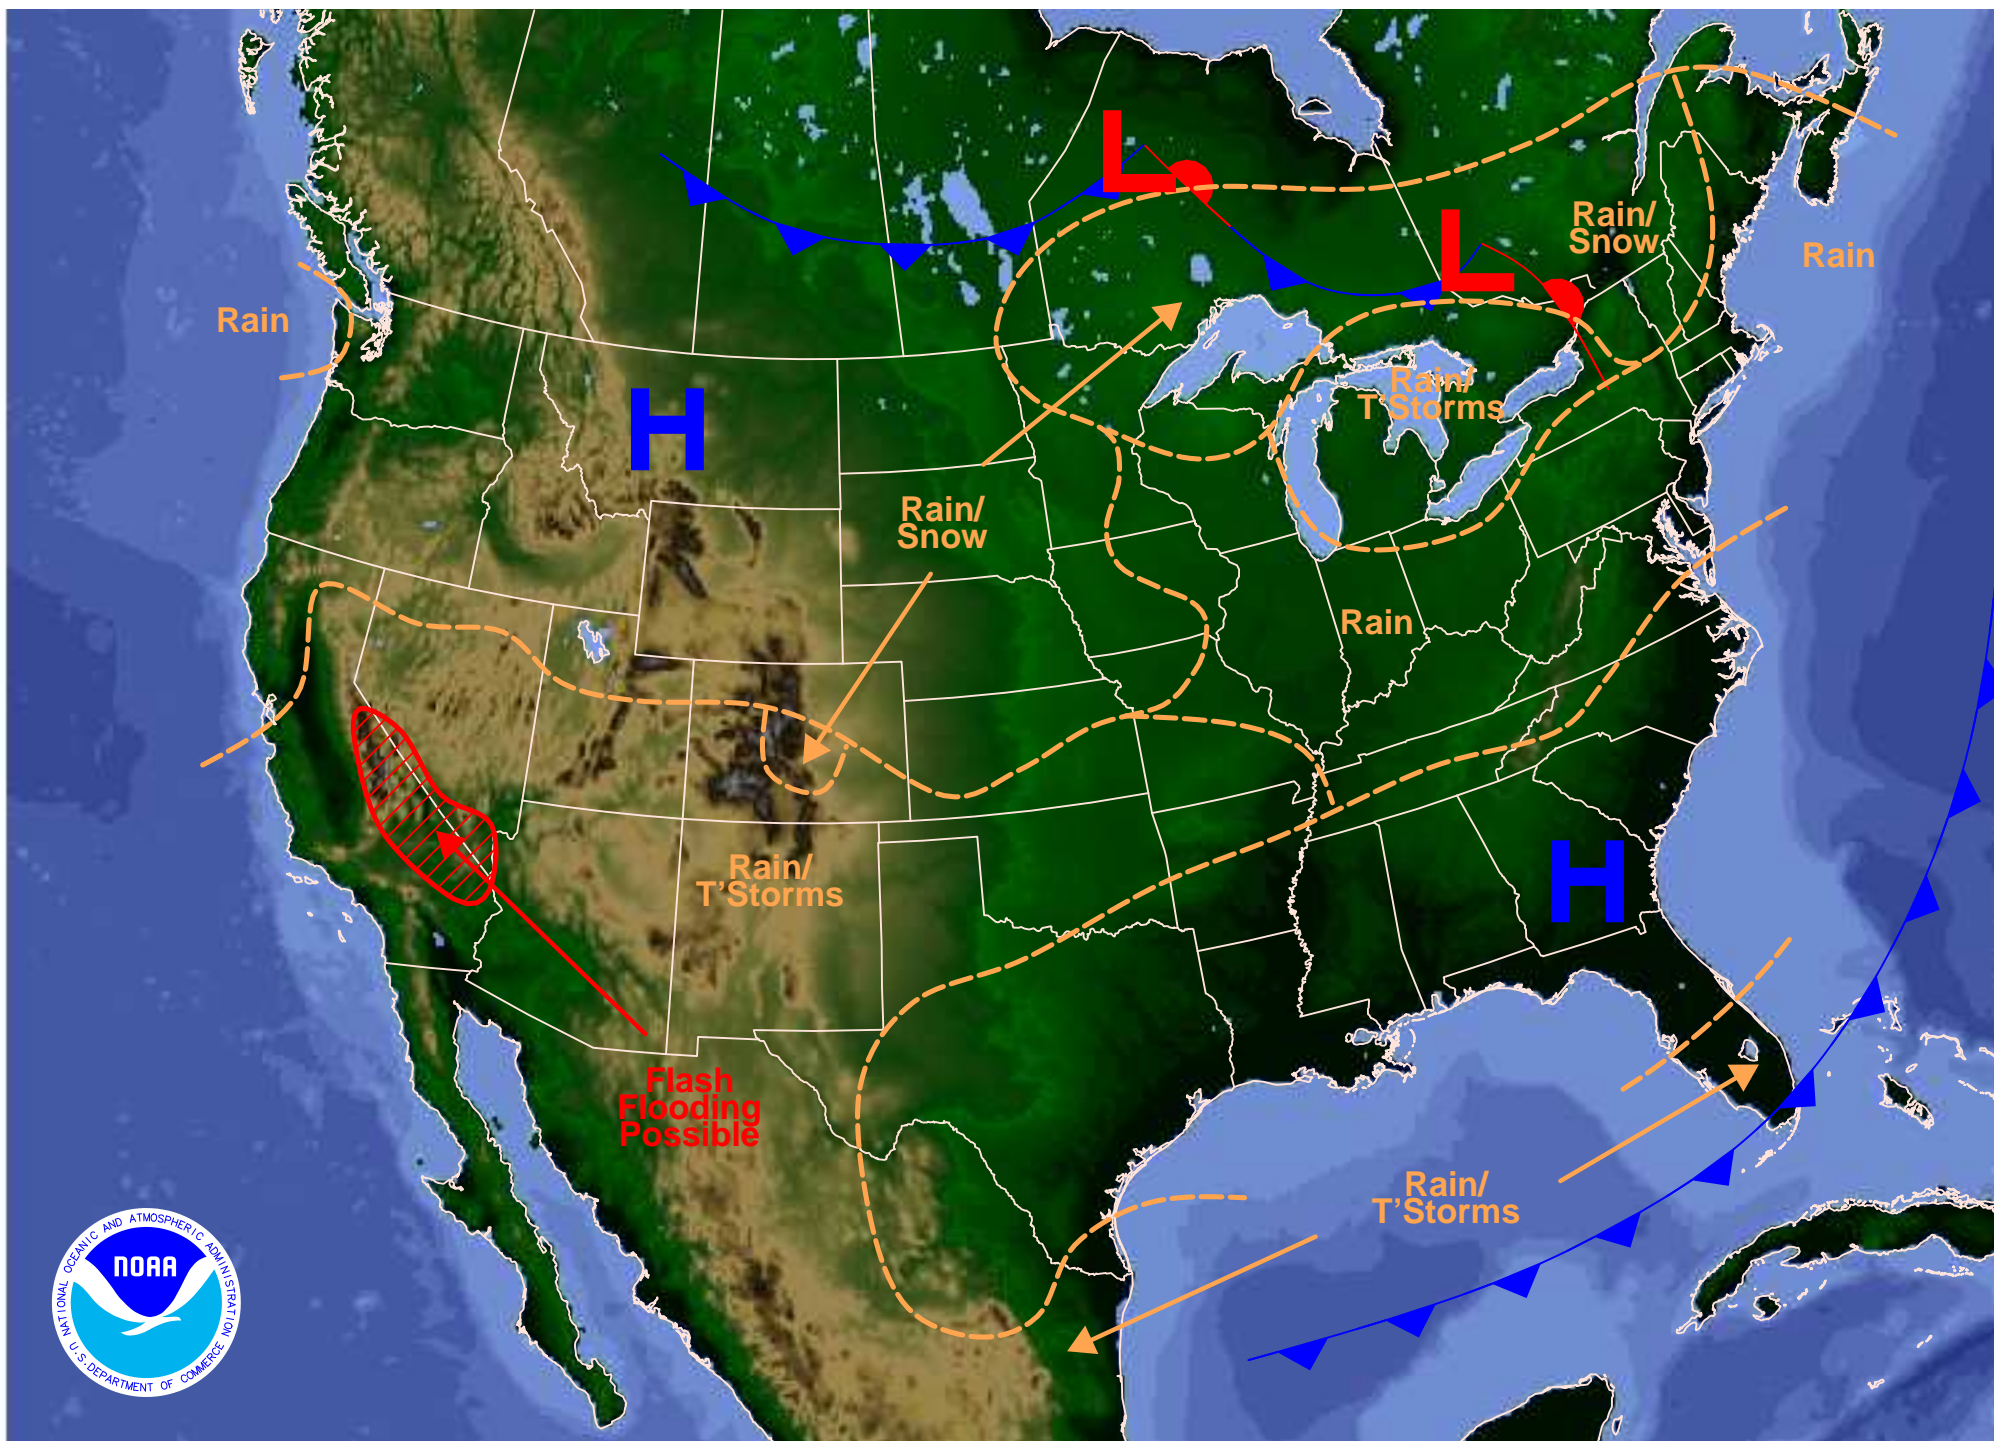 L
L
Rain/
Snow
Rain
Rain
H
Rain/
T'Storms
Rain/
Snow
Rain
Rain/
T'Storms
H
Flash
Flooding
Possible
Rain/
T'Storms
NATIONAL OCEANIC AND ATMOSPHERIC ADMINISTRATION
NOAA
U.S. DEPARTMENT OF COMMERCE